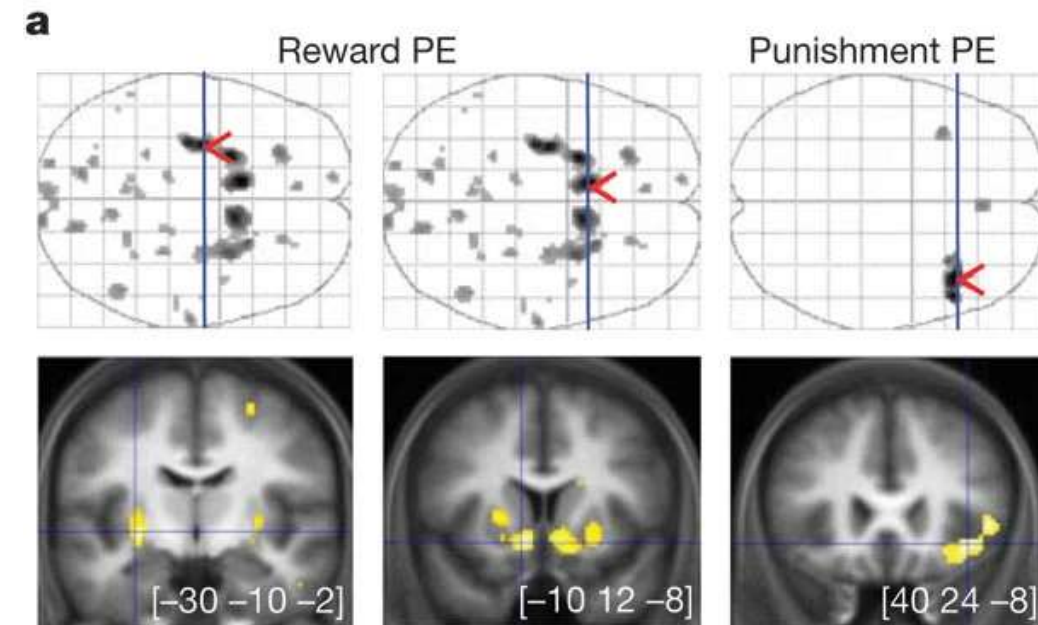 a
Reward PE
Punishment PE
[–30 –10 –2]
[–10 12 –8]
[40 24 –8]